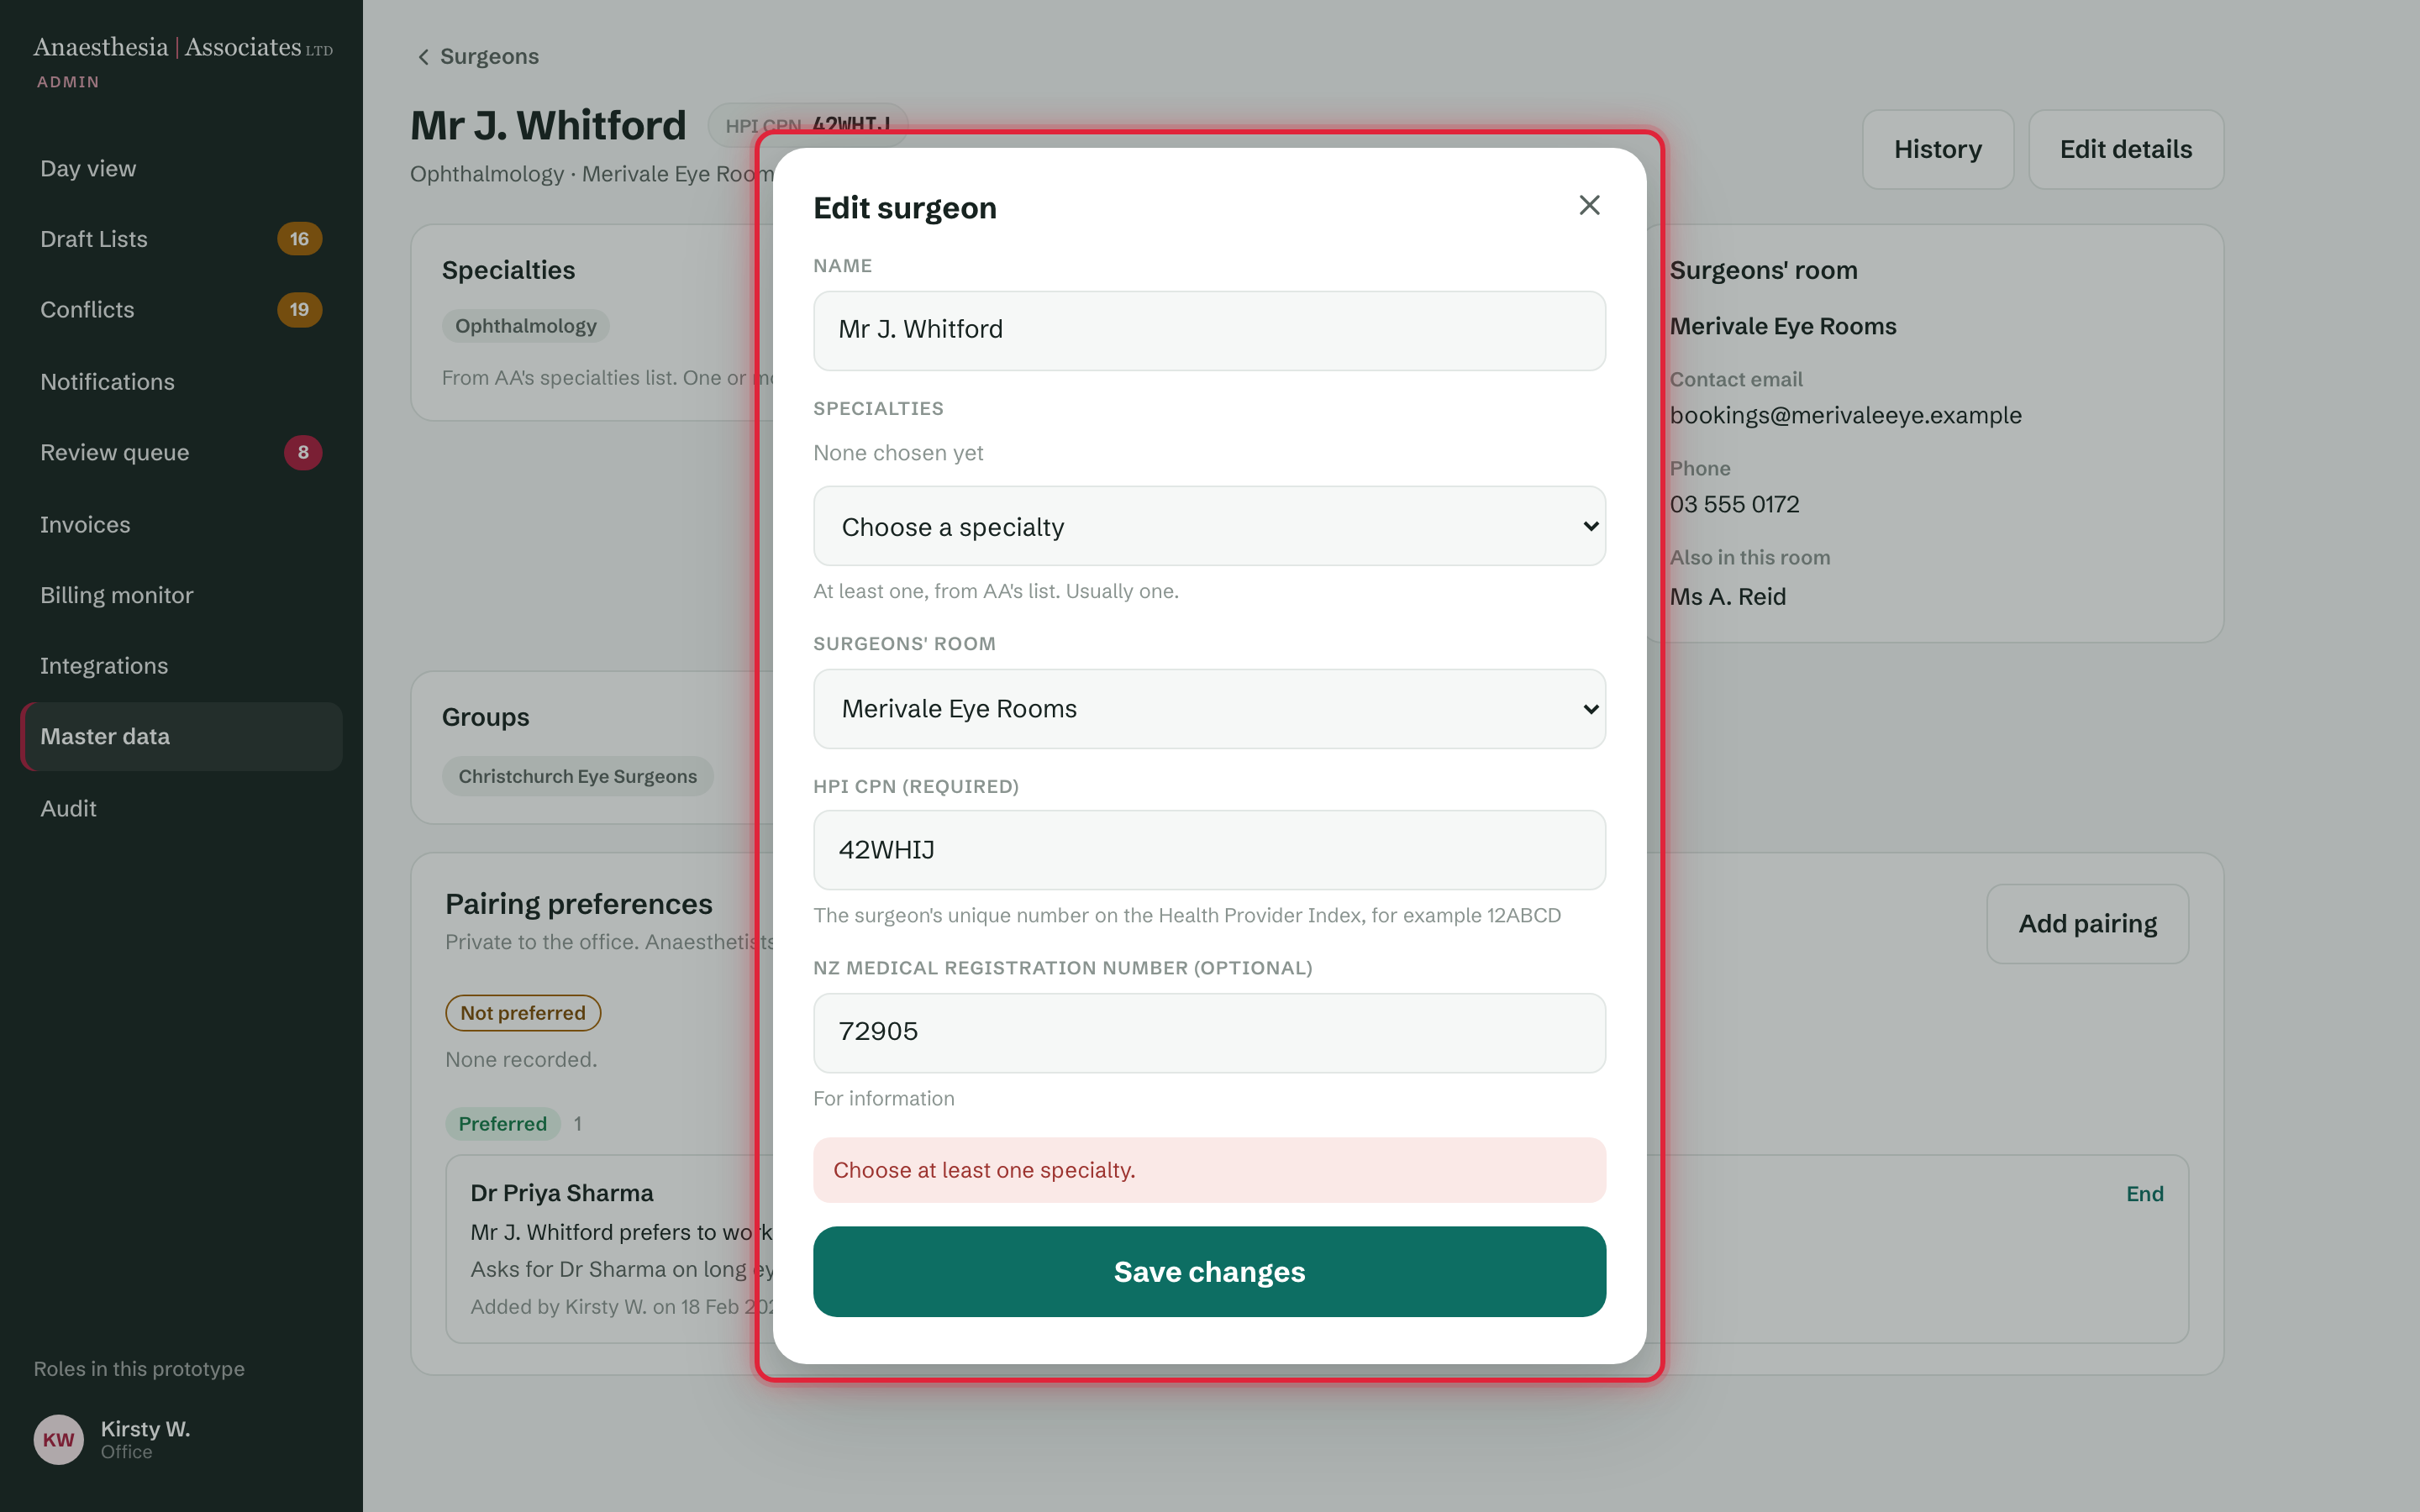 Anaesthesia | Associates LTD
ADMIN
Day view
Draft Lists 16
Conflicts 19
Notifications
Review queue 8
Invoices
Billing monitor
Integrations
Master data
Audit
Roles in this prototype
KW
Kirsty W.
Office
Surgeons
Mr J. Whitford HPI CPN 42WHIJ
Ophthalmology · Merivale Eye Room
History
Edit details
Specialties
Ophthalmology
From AA's specialties list. One or mo
Groups
Christchurch Eye Surgeons
Pairing preferences
Private to the office. Anaesthetists
Add pairing
Not preferred
None recorded.
Preferred 1
Dr Priya Sharma
Mr J. Whitford prefers to work
Asks for Dr Sharma on long ey
Added by Kirsty W. on 18 Feb 202
End
Surgeons' room
Merivale Eye Rooms
Contact email
bookings@merivaleeye.example
Phone
03 555 0172
Also in this room
Ms A. Reid
Edit surgeon
NAME
Mr J. Whitford
SPECIALTIES
None chosen yet
Choose a specialty
At least one, from AA's list. Usually one.
SURGEONS' ROOM
Merivale Eye Rooms
HPI CPN (REQUIRED)
42WHIJ
The surgeon's unique number on the Health Provider Index, for example 12ABCD
NZ MEDICAL REGISTRATION NUMBER (OPTIONAL)
72905
For information
Choose at least one specialty.
Save changes